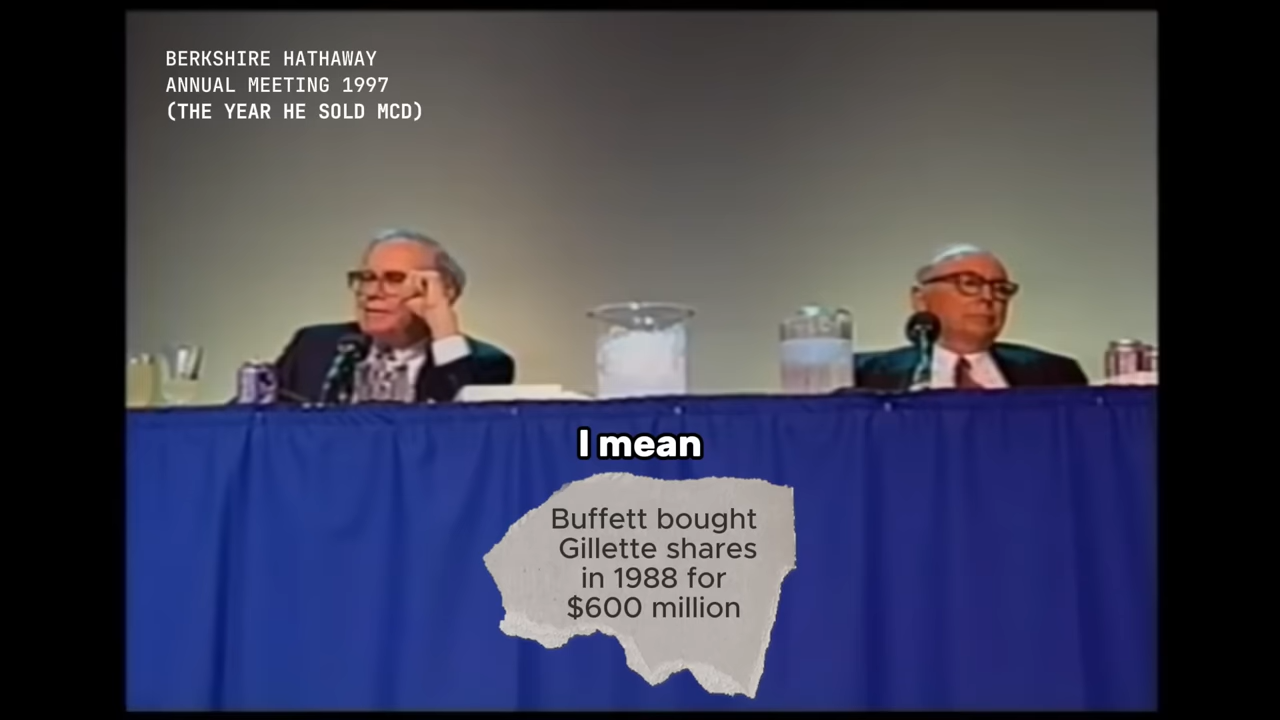 BERKSHIRE HATHAWAY
ANNUAL MEETING 1997
(THE YEAR HE SOLD MCD)
I mean
Buffett bought
Gillette shares
in 1988 for
$600 million